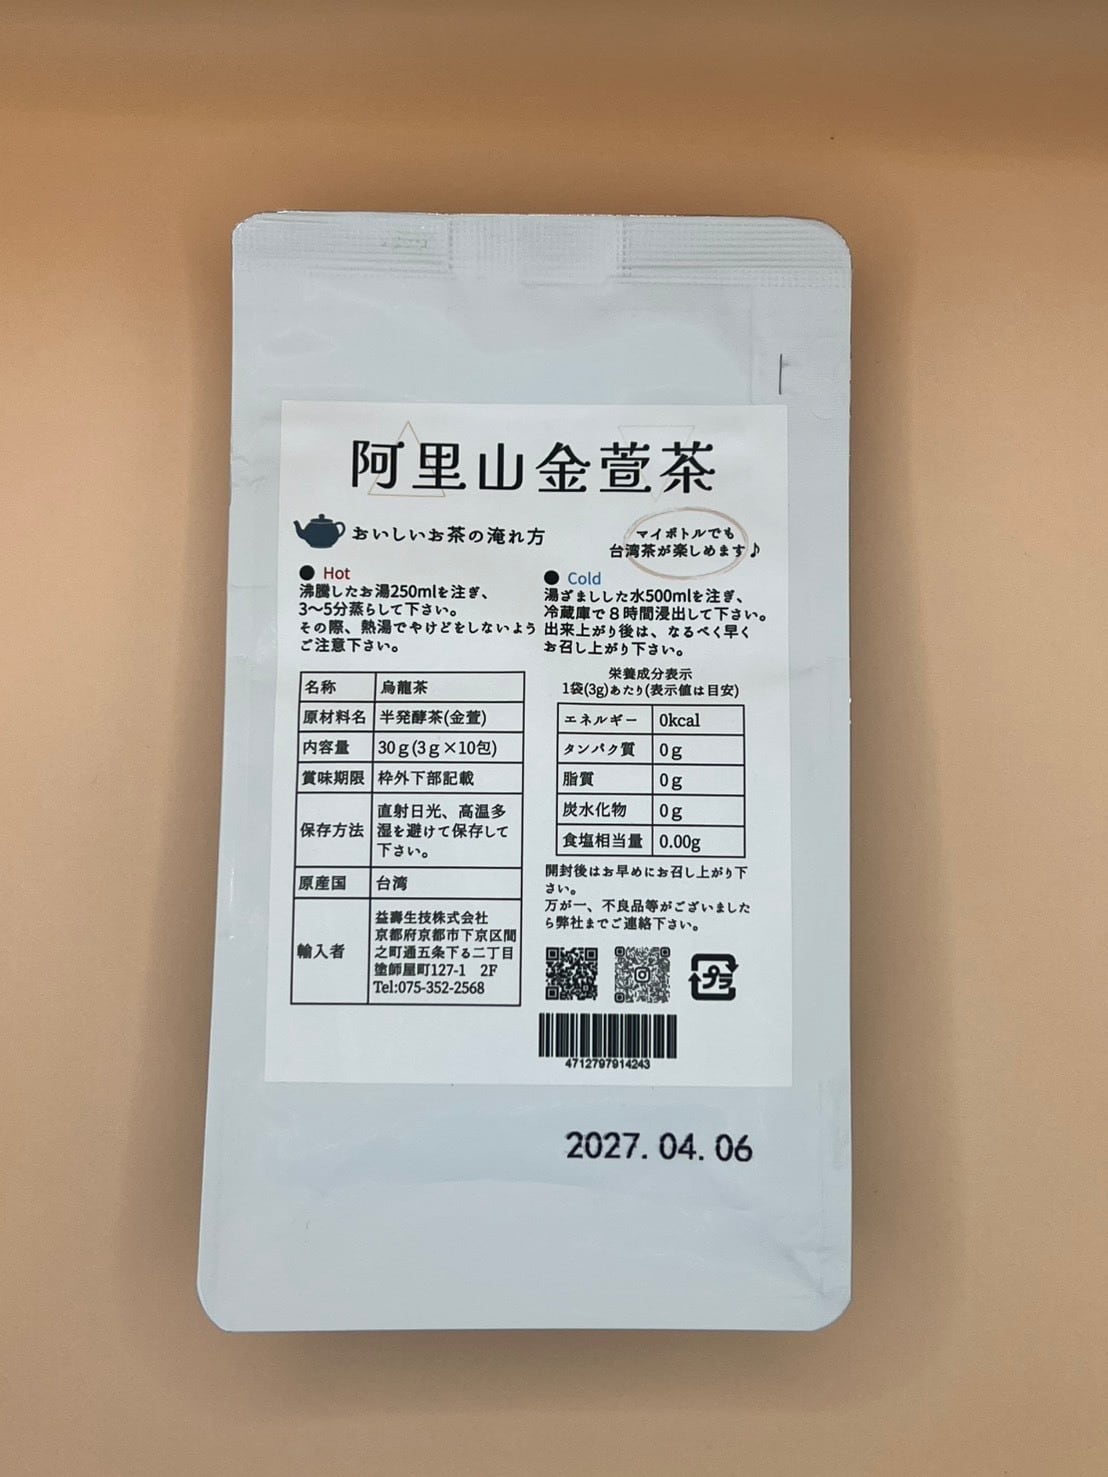 阿里山金萱茶
おいしいお茶の淹れ方
マイボトルでも
台湾茶が楽しめます♪
● Hot
沸騰したお湯250mlを注ぎ、
3〜5分蒸らして下さい。
その際、熱湯でやけどをしないよう
ご注意下さい。
● Cold
湯ざましした水500mlを注ぎ、
冷蔵庫で８時間浸出して下さい。
出来上がり後は、なるべく早く
お召し上がり下さい。
名称 烏龍茶
原材料名 半発酵茶(金萱)
内容量 30ｇ(3ｇ×10包)
賞味期限 枠外下部記載
保存方法 直射日光、高温多
湿を避けて保存して
下さい。
原産国 台湾
輸入者 益壽生技株式会社
京都府京都市下京区間
之町通五条下る二丁目
塗師屋町127-1　2F
Tel:075-352-2568
栄養成分表示
1袋(3g)あたり(表示値は目安)
エネルギー 0kcal
タンパク質 0ｇ
脂質 0ｇ
炭水化物 0ｇ
食塩相当量 0.00g
開封後はお早めにお召し上がり下
さい。
万が一、不良品等がございました
ら弊社までご連絡下さい。
プラ
4712797914243
2027. 04. 06